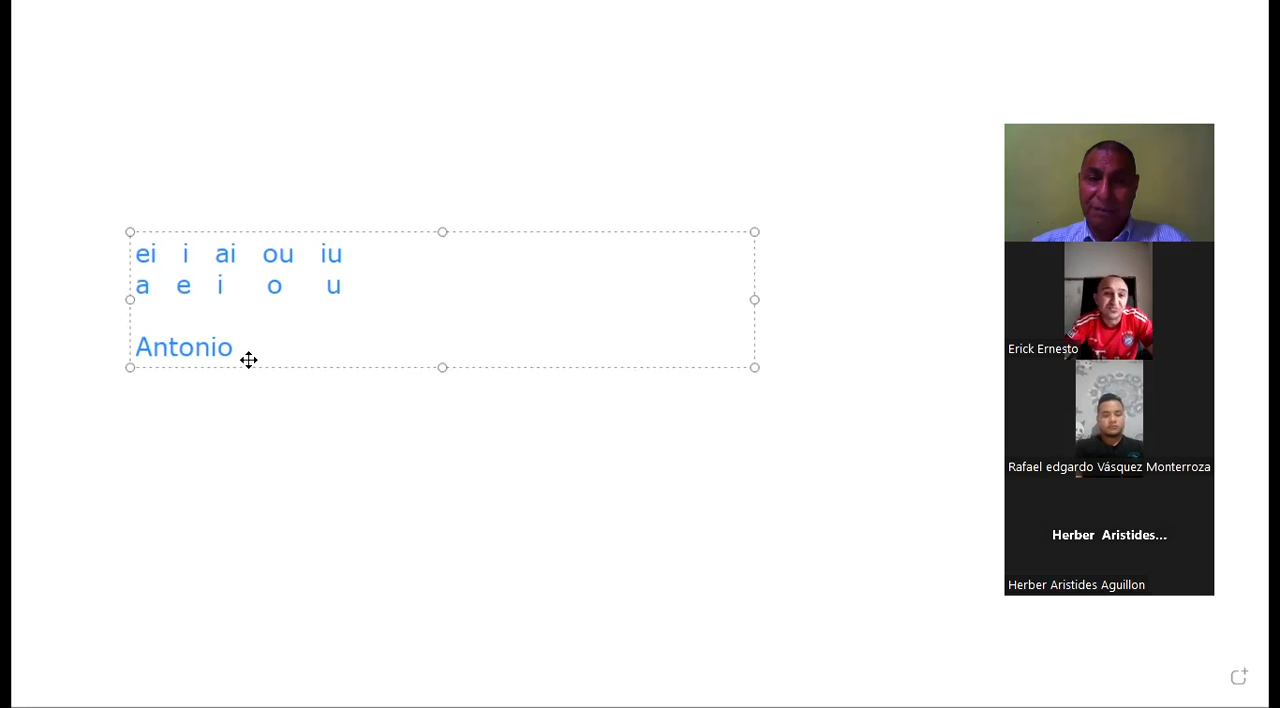 ei i ai ou iu
a e i o u
Antonio
Erick Ernesto
Rafael edgardo Vásquez Monterroza
Herber Aristides...
Herber Aristides Aguillon